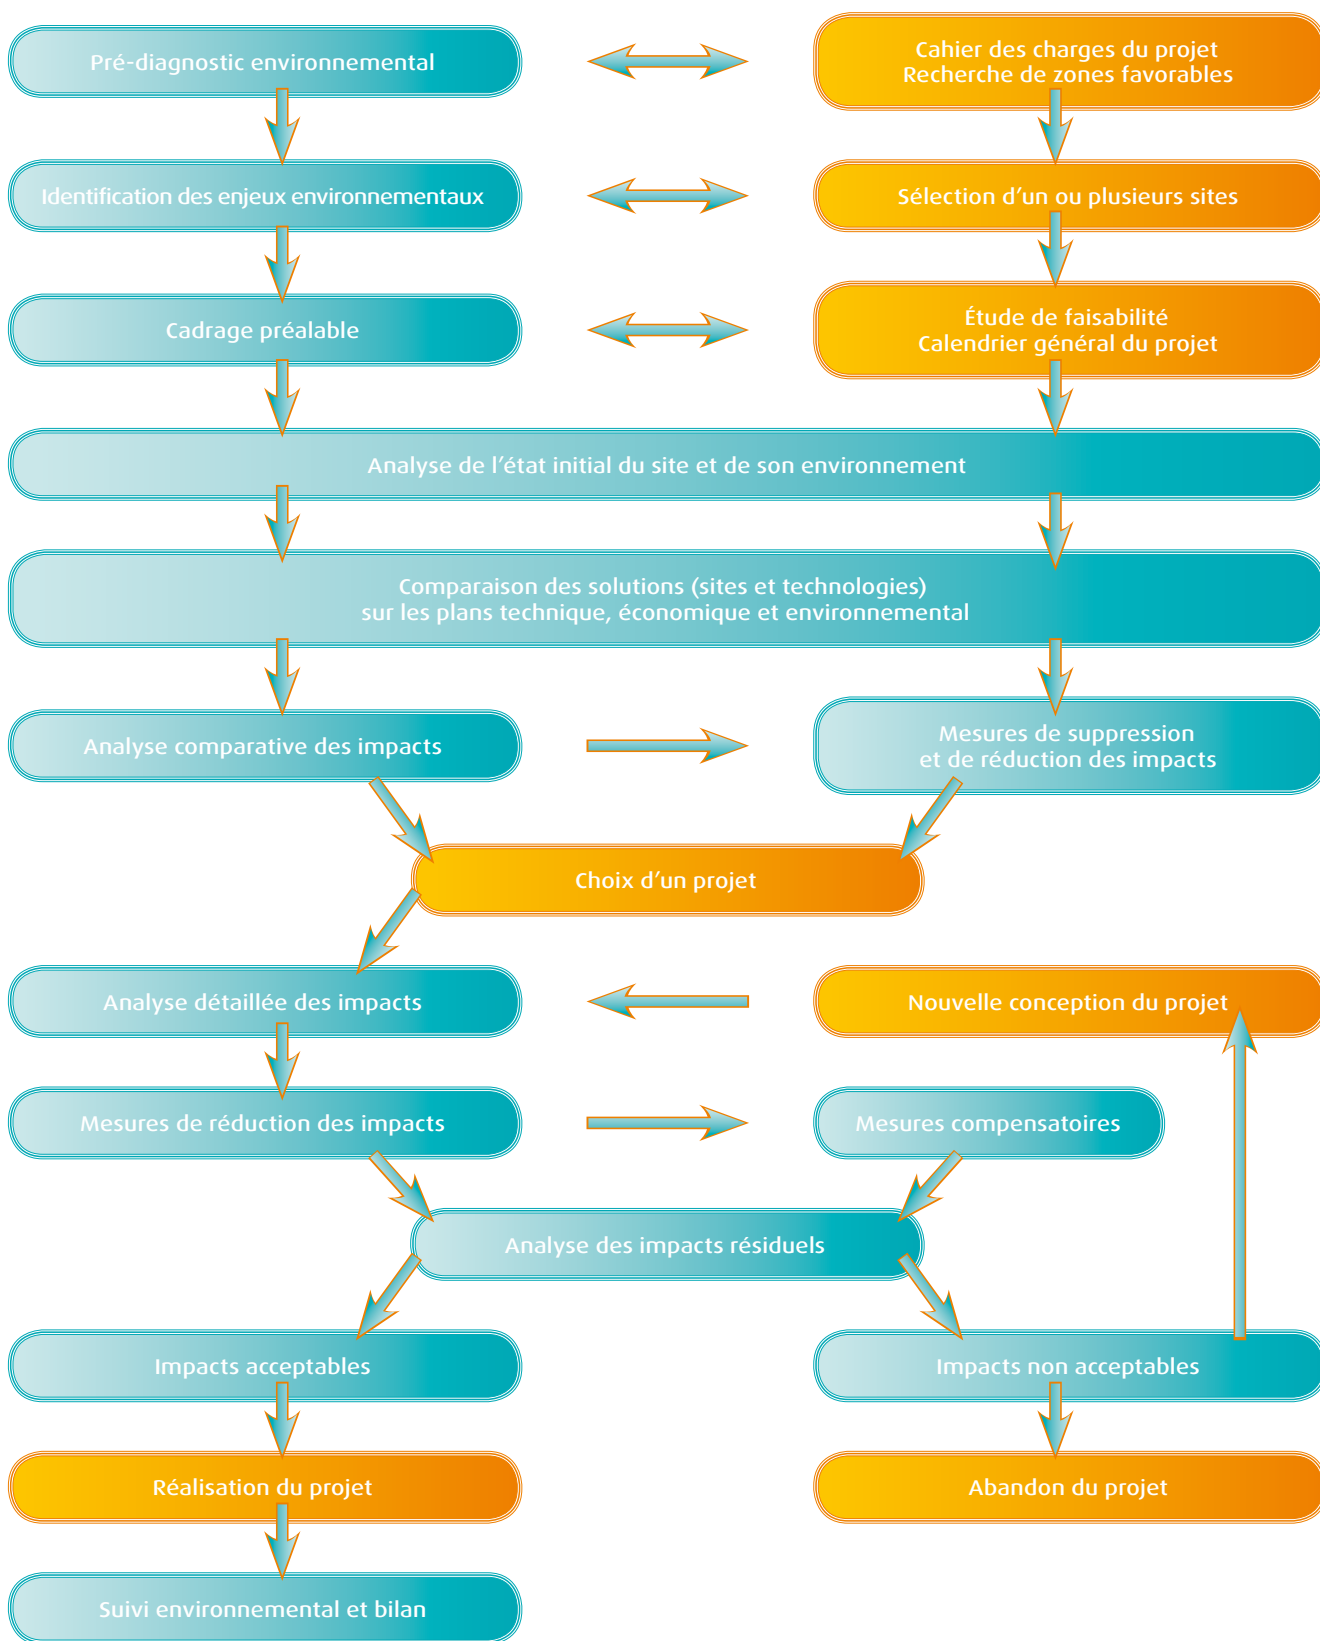 Pré-diagnostic environnemental
Cahier des charges du projet
Recherche de zones favorables
Identification des enjeux environnementaux
Sélection d’un ou plusieurs sites
Cadrage préalable
Étude de faisabilité
Calendrier général du projet
Analyse de l’état initial du site et de son environnement
Comparaison des solutions (sites et technologies)
sur les plans technique, économique et environnemental
Analyse comparative des impacts
Mesures de suppression
et de réduction des impacts
Choix d’un projet
Analyse détaillée des impacts
Nouvelle conception du projet
Mesures de réduction des impacts
Mesures compensatoires
Analyse des impacts résiduels
Impacts acceptables
Impacts non acceptables
Réalisation du projet
Abandon du projet
Suivi environnemental et bilan